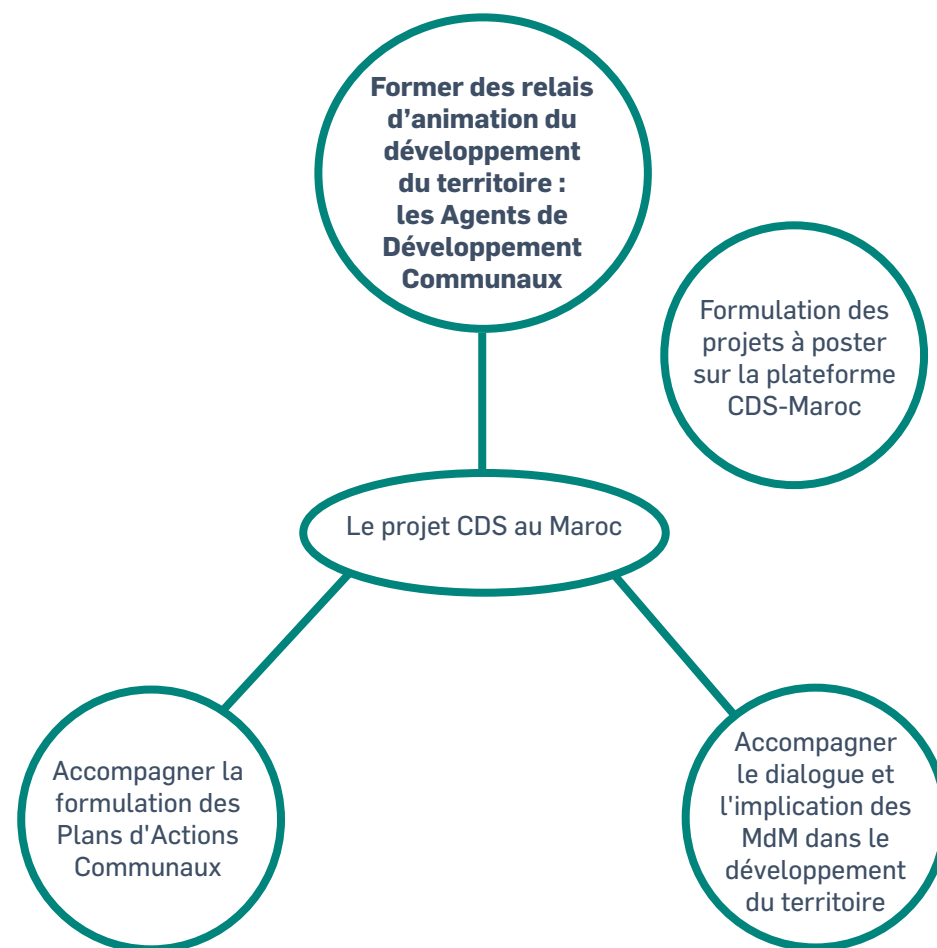 Former des relais
d’animation du
développement
du territoire :
les Agents de
Développement
Communaux
Formulation des
projets à poster
sur la plateforme
CDS-Maroc
Le projet CDS au Maroc
Accompagner la
formulation des
Plans d'Actions
Communaux
Accompagner
le dialogue et
l'implication des
MdM dans le
développement
du territoire